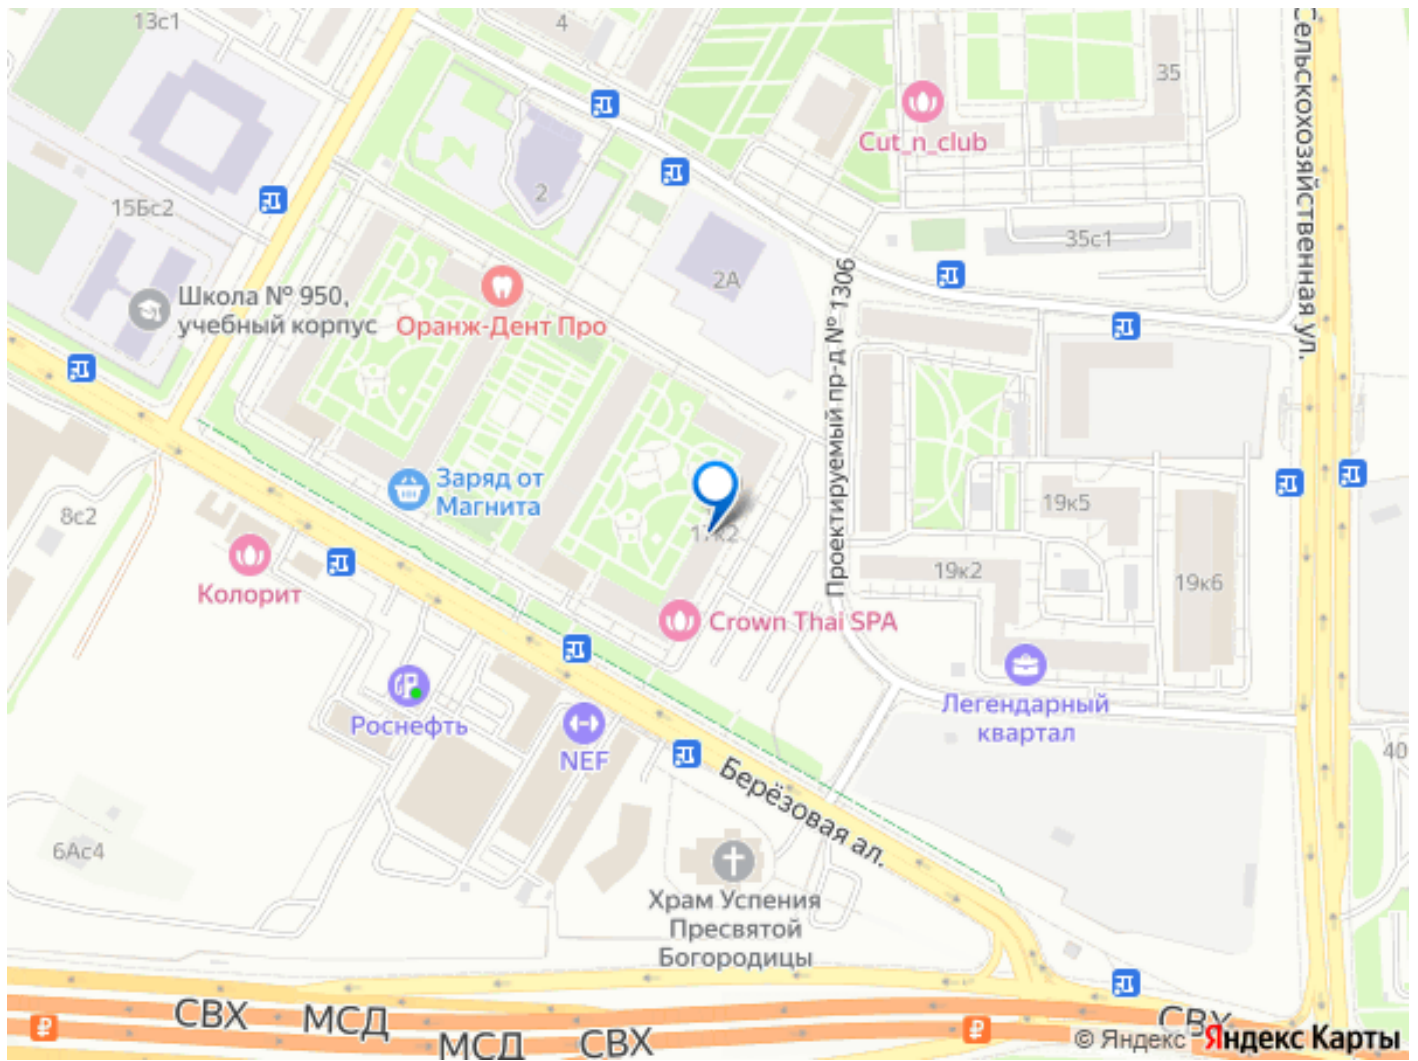 13с1
4
35
Сельскохозяйственная ул.
Cut_n_club
2
15Бс2
35с1
2А
Школа № 950,
учебный корпус
Оранж-Дент Про
Проектируемый пр-д № 1306
Заряд от
Магнита
8с2
17к2
19к5
19к2
19к6
Колорит
Crown Thai SPA
Роснефть
Легендарный
квартал
NEF
40
Берёзовая ал.
6Ас4
Храм Успения
Пресвятой
Богородицы
СВХ
МСД
МСД
СВХ
СВХ
© Яндекс
Яндекс Карты